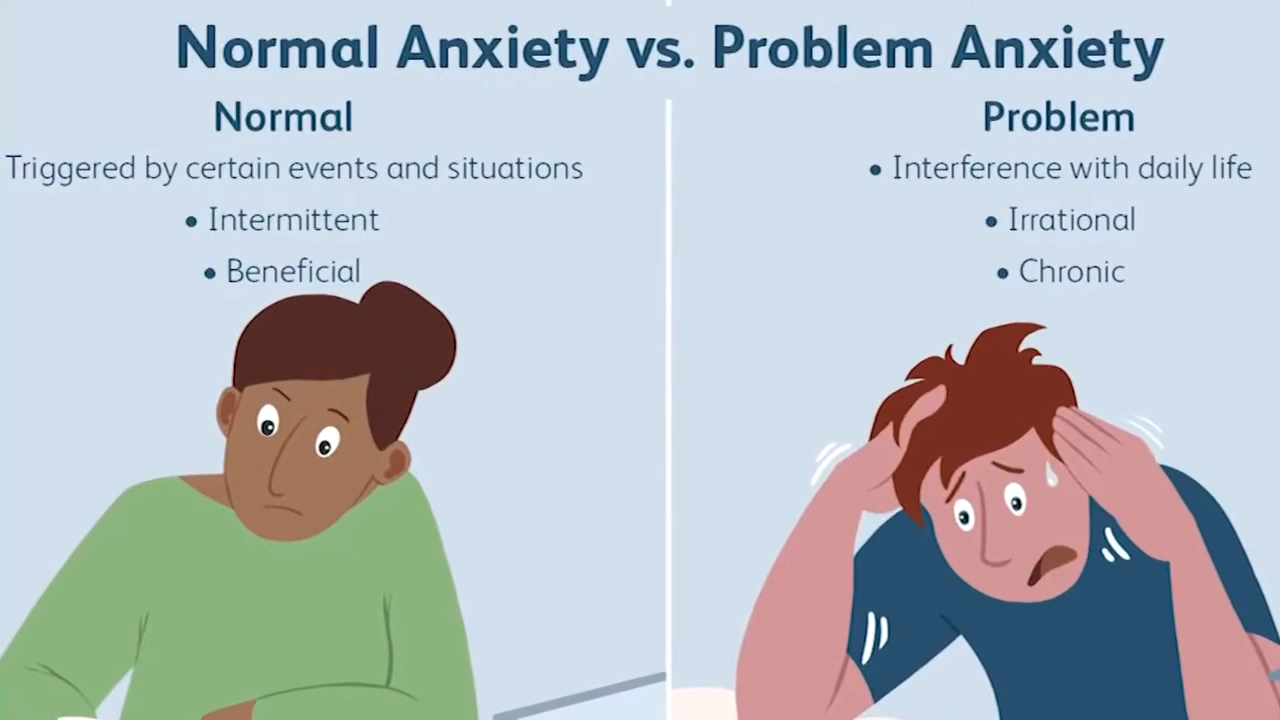 Normal Anxiety vs. Problem Anxiety
Normal
Triggered by certain events and situations
• Intermittent
• Beneficial
Problem
• Interference with daily life
• Irrational
• Chronic